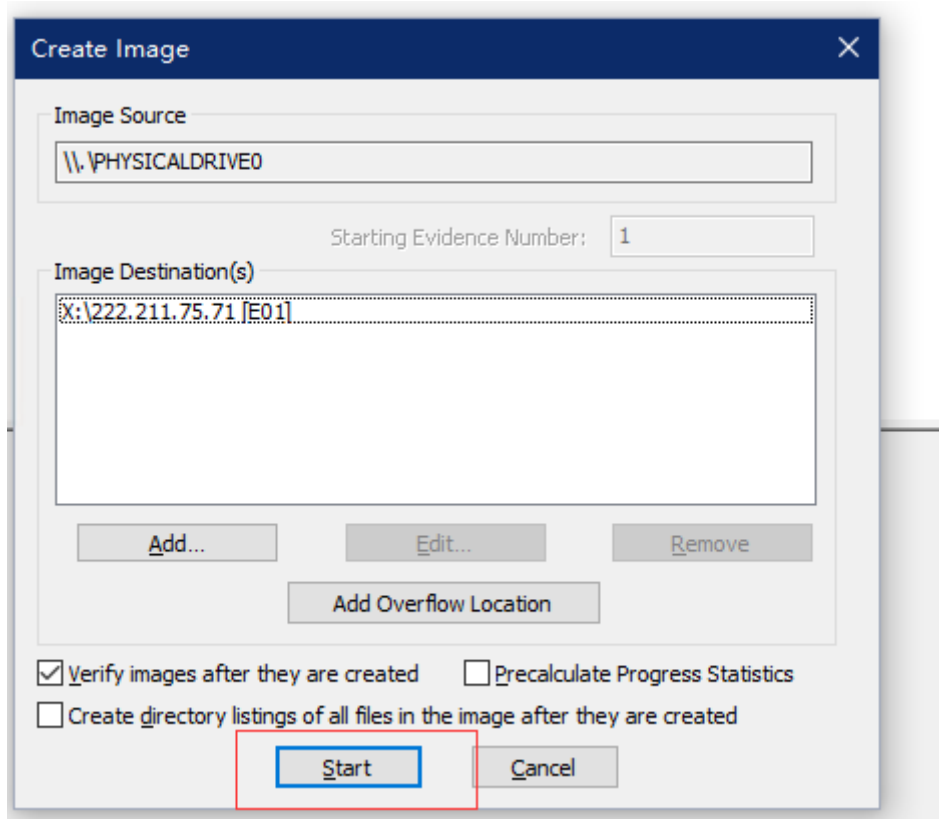 Create Image
Image Source
\\.\PHYSICALDRIVE0
Starting Evidence Number: 1
Image Destination(s)
X:\222.211.75.71 [E01]
Add... Edit... Remove
Add Overflow Location
Verify images after they are created Precalculate Progress Statistics
Create directory listings of all files in the image after they are created
Start Cancel